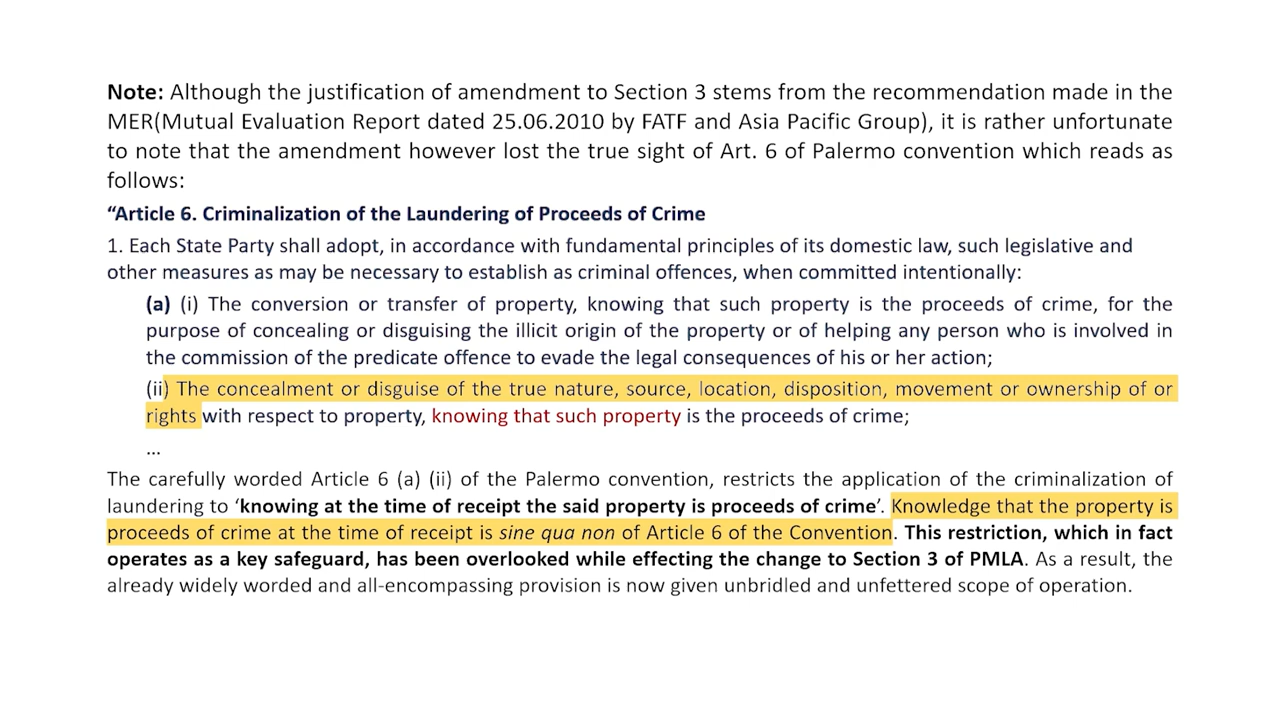 Note: Although the justification of amendment to Section 3 stems from the recommendation made in the
MER(Mutual Evaluation Report dated 25.06.2010 by FATF and Asia Pacific Group), it is rather unfortunate
to note that the amendment however lost the true sight of Art. 6 of Palermo convention which reads as
follows:
“Article 6. Criminalization of the Laundering of Proceeds of Crime
1. Each State Party shall adopt, in accordance with fundamental principles of its domestic law, such legislative and
other measures as may be necessary to establish as criminal offences, when committed intentionally:
(a) (i) The conversion or transfer of property, knowing that such property is the proceeds of crime, for the
purpose of concealing or disguising the illicit origin of the property or of helping any person who is involved in
the commission of the predicate offence to evade the legal consequences of his or her action;
(ii) The concealment or disguise of the true nature, source, location, disposition, movement or ownership of or
rights with respect to property, knowing that such property is the proceeds of crime;
...
The carefully worded Article 6 (a) (ii) of the Palermo convention, restricts the application of the criminalization of
laundering to ‘knowing at the time of receipt the said property is proceeds of crime’. Knowledge that the property is
proceeds of crime at the time of receipt is sine qua non of Article 6 of the Convention. This restriction, which in fact
operates as a key safeguard, has been overlooked while effecting the change to Section 3 of PMLA. As a result, the
already widely worded and all-encompassing provision is now given unbridled and unfettered scope of operation.